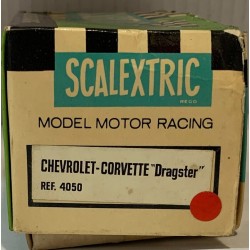 SCALEXTRIC
MODEL MOTOR RACING
CHEVROLET-CORVETTE "Dragster"
REF. 4050